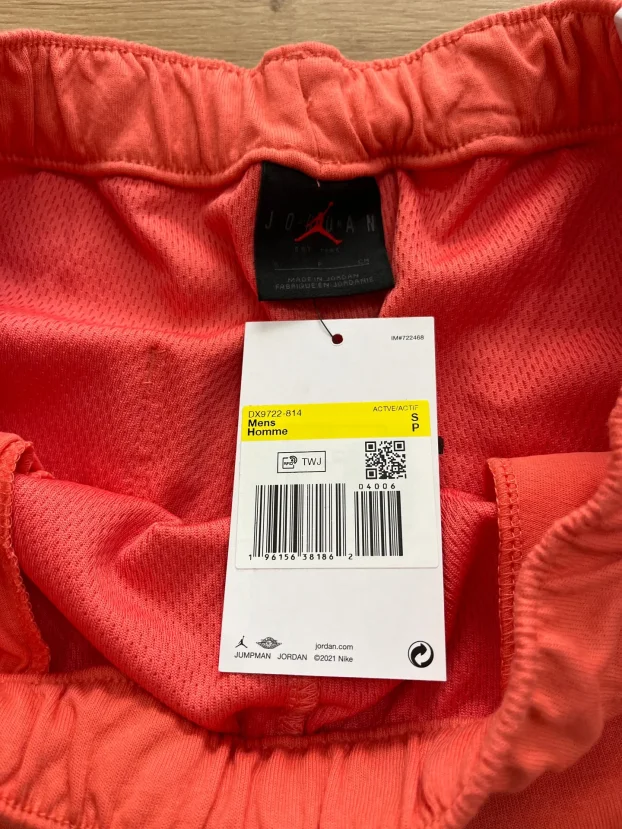 JORDAN
MADE IN JORDAN
FABRIQUÉ EN JORDANIE
IM#722468
DX9722-814
ACTVE/ACTIF
Mens
S
Homme
P
TWJ
04006
1 96156 38186 2
jordan.com
JUMPMAN JORDAN ©2021 Nike